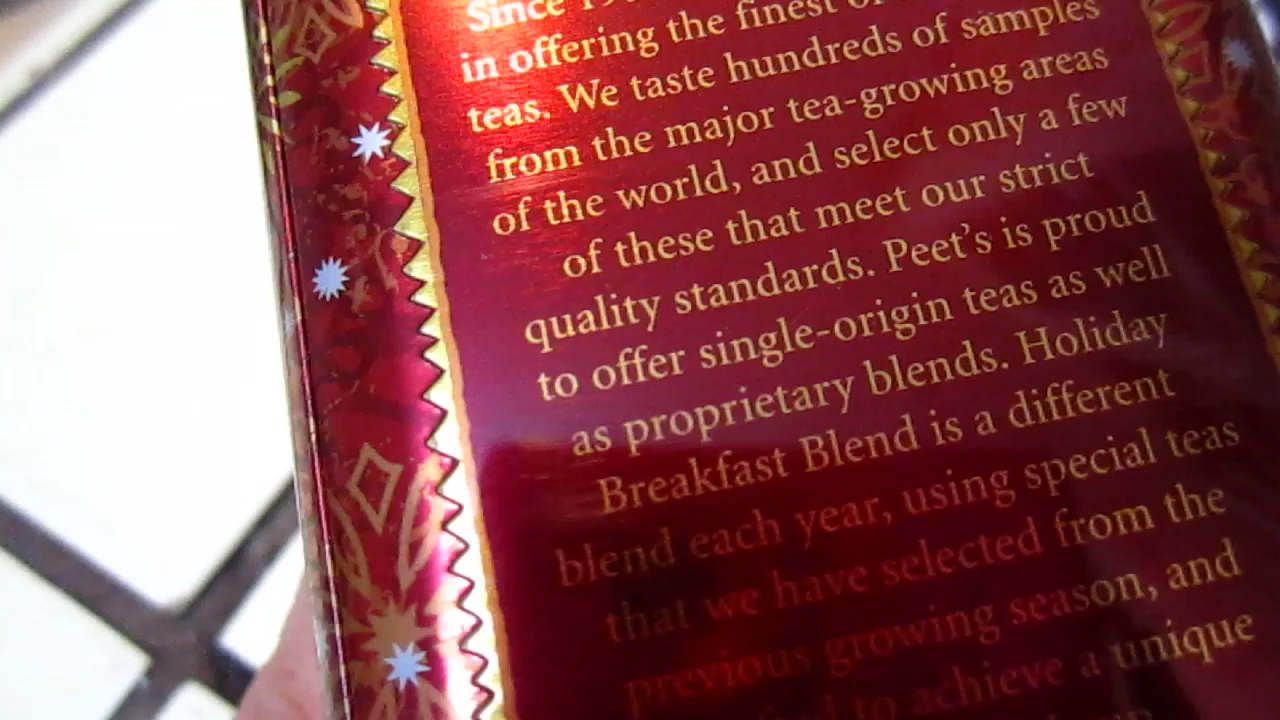 Since
in offering the finest
teas. We taste hundreds of samples
from the major tea-growing areas
of the world, and select only a few
of these that meet our strict
quality standards. Peet's is proud
to offer single-origin teas as well
as proprietary blends. Holiday
Breakfast Blend is a different
blend each year, using special teas
that we have selected from the
previous growing season, and
to achieve a unique